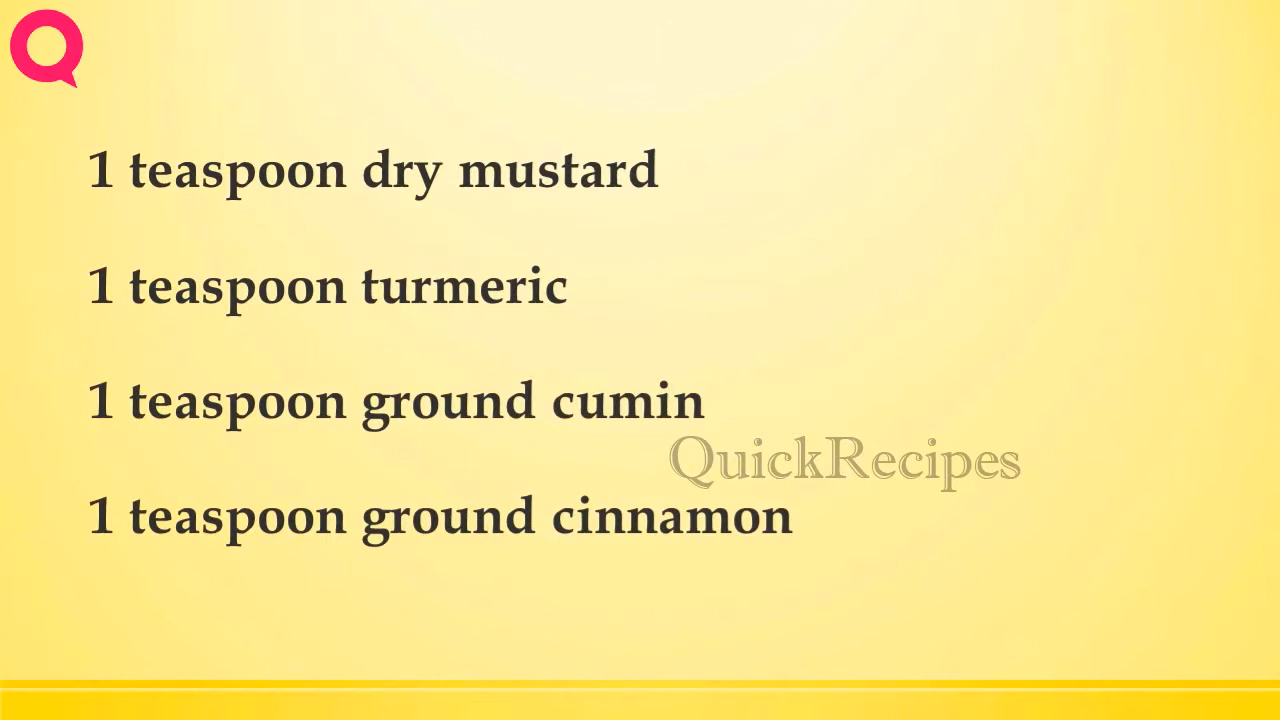 1 teaspoon dry mustard
1 teaspoon turmeric
1 teaspoon ground cumin
QuickRecipes
1 teaspoon ground cinnamon